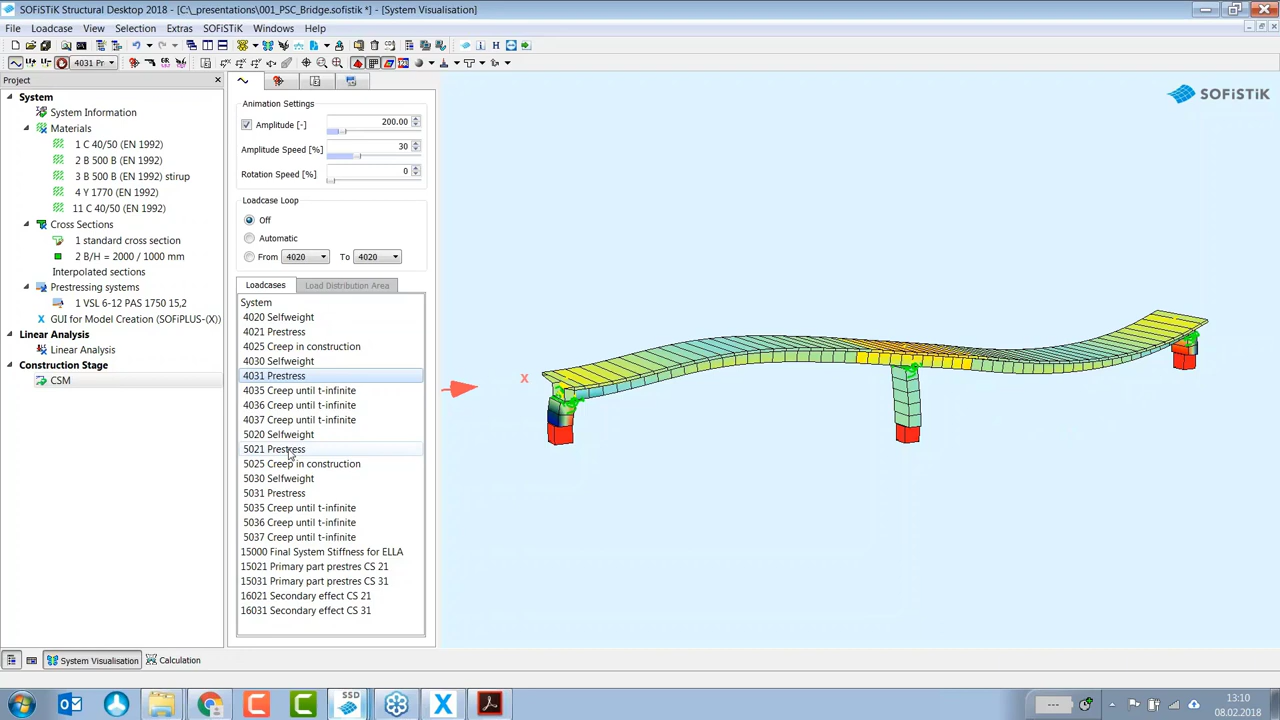 SOFiSTiK Structural Desktop 2018 - [C:\_presentations\001_PSC_Bridge.sofistik *] - [System Visualisation]
File Loadcase View Selection Extras SOFiSTiK Windows Help
4031 Pr
Project
System
System Information
Materials
1 C 40/50 (EN 1992)
2 B 500 B (EN 1992)
3 B 500 B (EN 1992) stirup
4 Y 1770 (EN 1992)
11 C 40/50 (EN 1992)
Cross Sections
1 standard cross section
2 B/H = 2000 / 1000 mm
Interpolated sections
Prestressing systems
1 VSL 6-12 PAS 1750 15,2
GUI for Model Creation (SOFiPLUS-(X))
Linear Analysis
Linear Analysis
Construction Stage
CSM
Animation Settings
Amplitude [-] 200.00
Amplitude Speed [%] 30
Rotation Speed [%] 0
Loadcase Loop
Off
Automatic
From 4020 To 4020
Loadcases Load Distribution Area
System
4020 Selfweight
4021 Prestress
4025 Creep in construction
4030 Selfweight
4031 Prestress
4035 Creep until t-infinite
4036 Creep until t-infinite
4037 Creep until t-infinite
5020 Selfweight
5021 Prestress
5025 Creep in construction
5030 Selfweight
5031 Prestress
5035 Creep until t-infinite
5036 Creep until t-infinite
5037 Creep until t-infinite
15000 Final System Stiffness for ELLA
15021 Primary part prestres CS 21
15031 Primary part prestres CS 31
16021 Secondary effect CS 21
16031 Secondary effect CS 31
SOFiSTiK
X
System Visualisation Calculation
SSD
13:10
08.02.2018